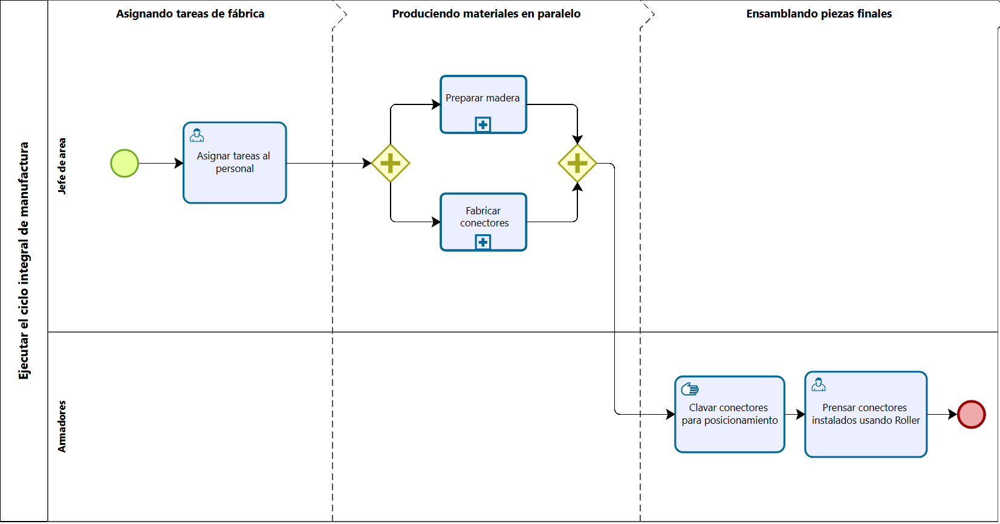 Asignando tareas de fábrica
Produciendo materiales en paralelo
Ensamblando piezas finales
Ejecutar el ciclo integral de manufactura
Jefe de area
Asignar tareas al
personal
Preparar madera
Fabricar
conectores
Armadores
Clavar conectores
para posicionamiento
Prensar conectores
instalados usando Roller